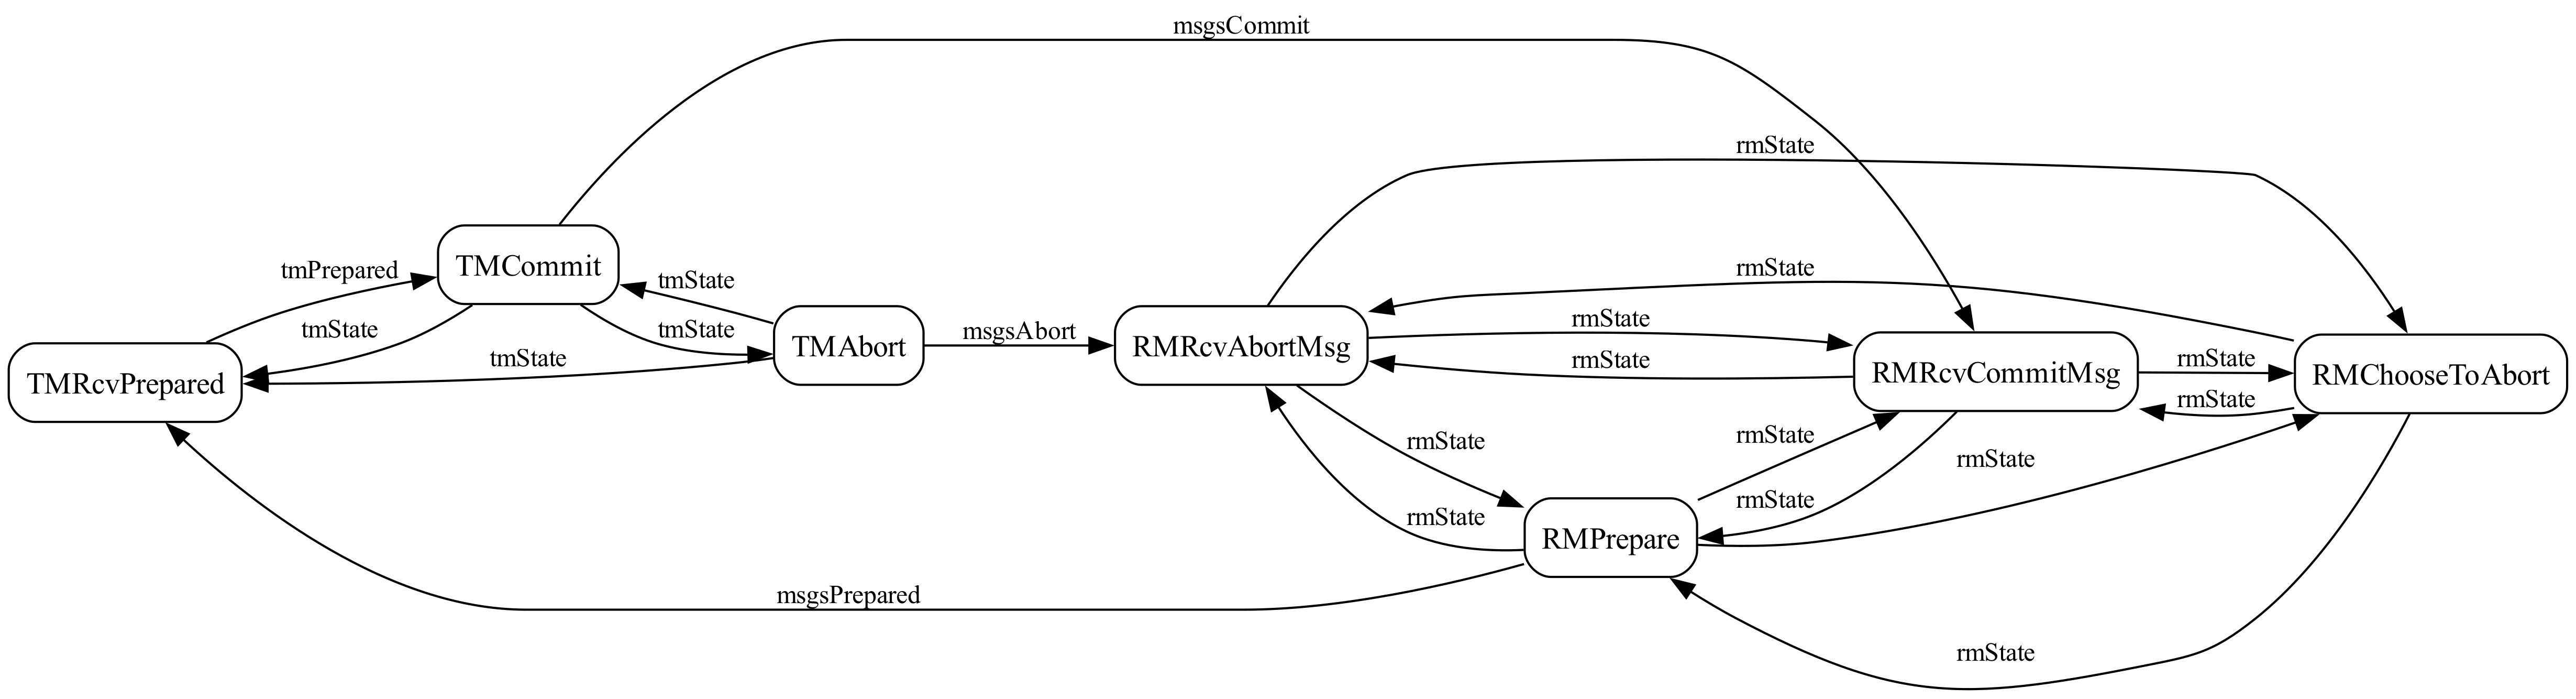 msgsCommit
rmState
rmState
tmPrepared
TMCommit
tmState
tmState
tmState
tmState
msgsAbort
rmState
rmState
TMRcvPrepared
TMAbort
RMRcvAbortMsg
RMRcvCommitMsg
rmState
rmState
RMChooseToAbort
rmState
rmState
rmState
rmState
rmState
RMPrepare
msgsPrepared
rmState